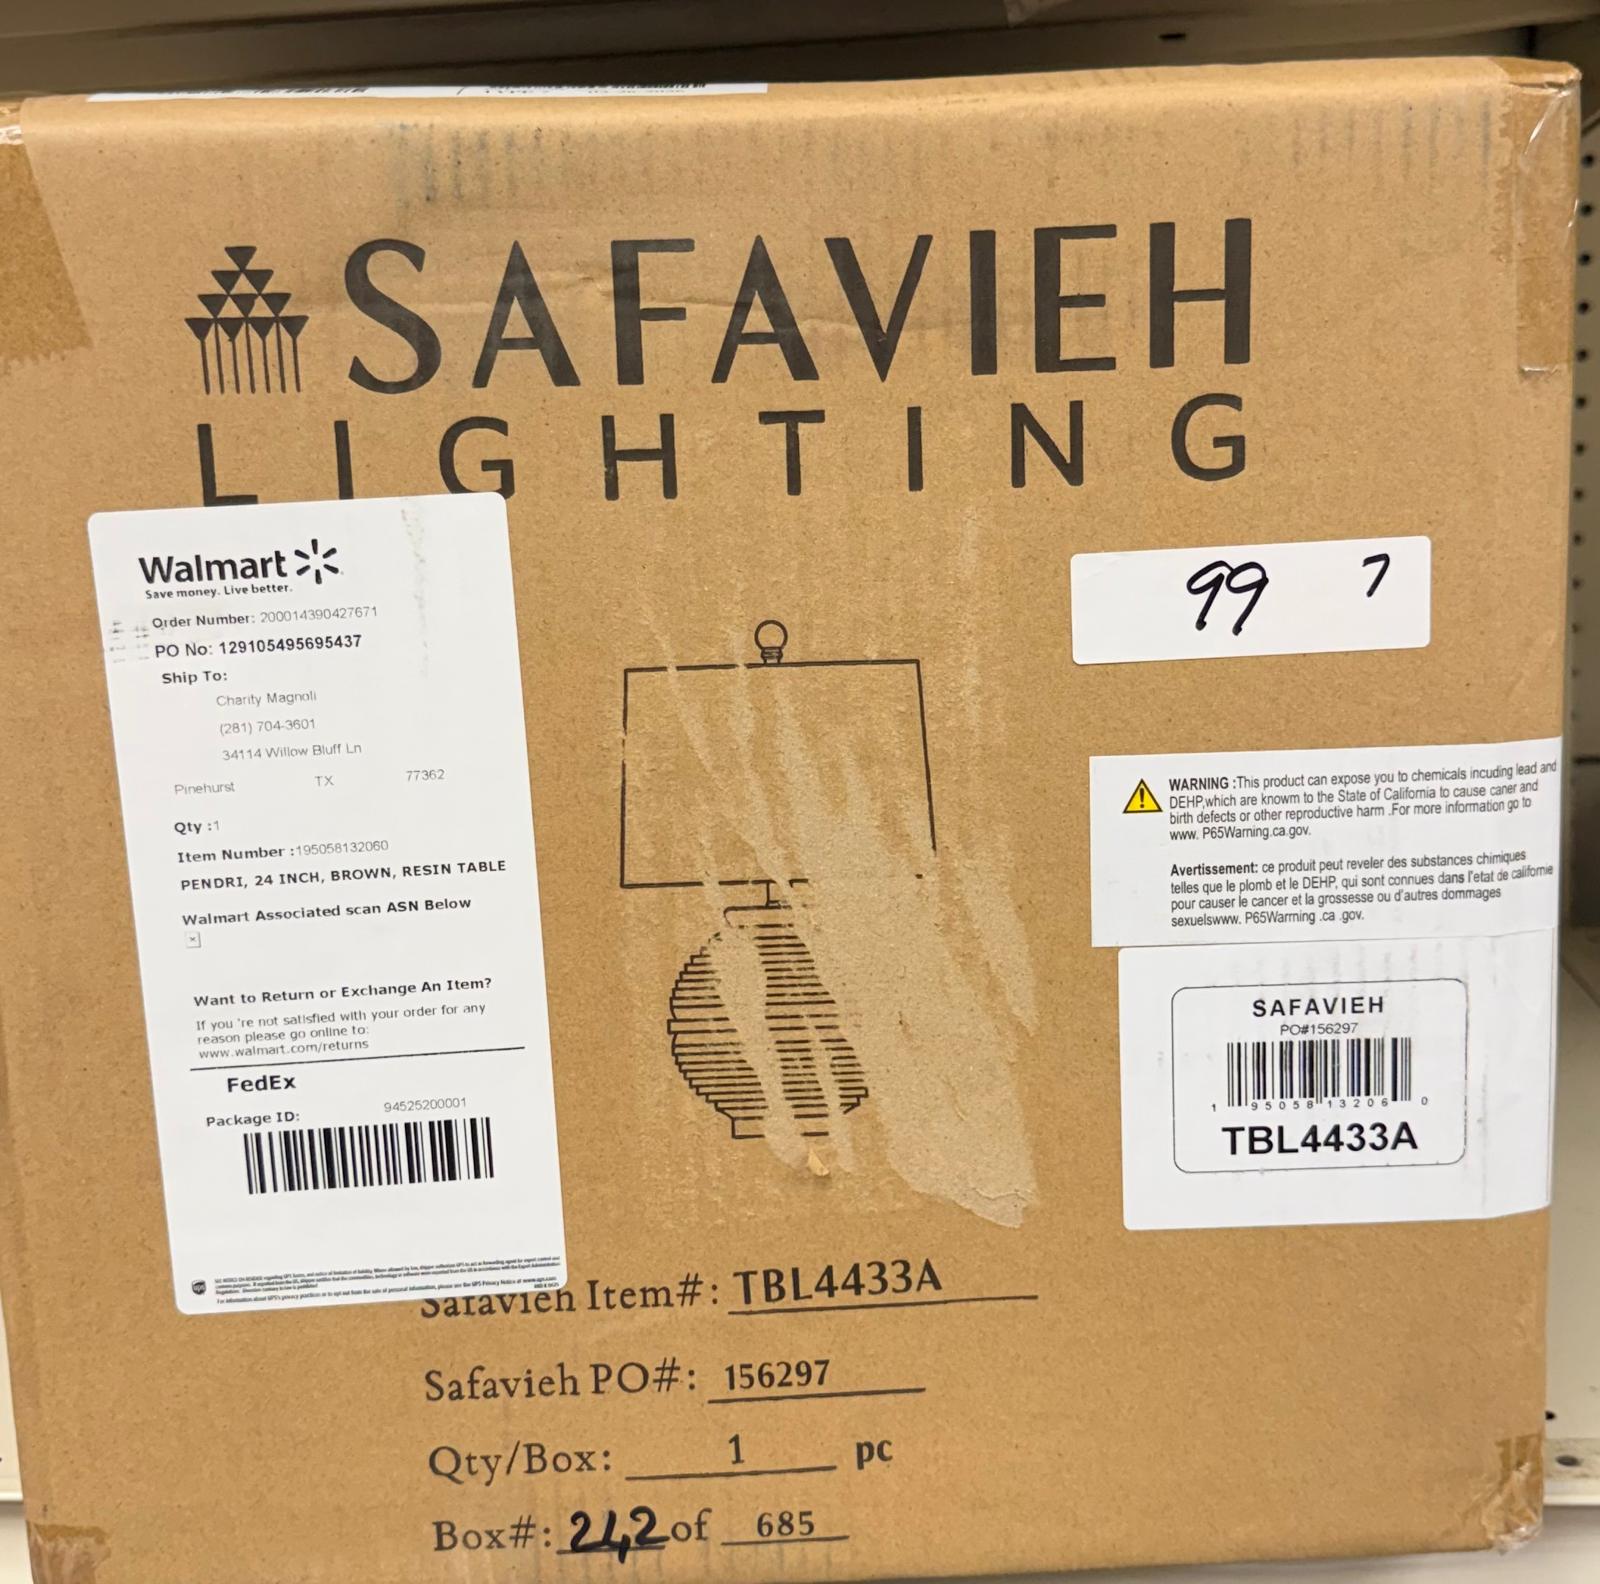 SAFAVIEH
LIGHTING
Walmart
Save money. Live better.
Order Number: 200014390427671
PO No: 129105495695437
Ship To:
Charity Magnoli
(281) 704-3601
34114 Willow Bluff Ln
Pinehurst TX 77362
Qty :1
Item Number :195058132060
PENDRI, 24 INCH, BROWN, RESIN TABLE
Walmart Associated scan ASN Below
Want to Return or Exchange An Item?
If you 're not satisfied with your order for any
reason please go online to:
www.walmart.com/returns
FedEx
Package ID: 94525200001
99 7
WARNING :This product can expose you to chemicals incuding lead and
DEHP,which are knowm to the State of California to cause caner and
birth defects or other reproductive harm .For more information go to
www. P65Warning.ca.gov.
Avertissement: ce produit peut reveler des substances chimiques
telles que le plomb et le DEHP, qui sont connues dans l'etat de californie
pour causer le cancer et la grossesse ou d'autres dommages
sexuelswww. P65Warrning .ca .gov.
SAFAVIEH
PO#156297
1 95058 13206 0
TBL4433A
Safavieh Item#: TBL4433A
Safavieh PO#: 156297
Qty/Box: 1 pc
Box#: 242 of 685